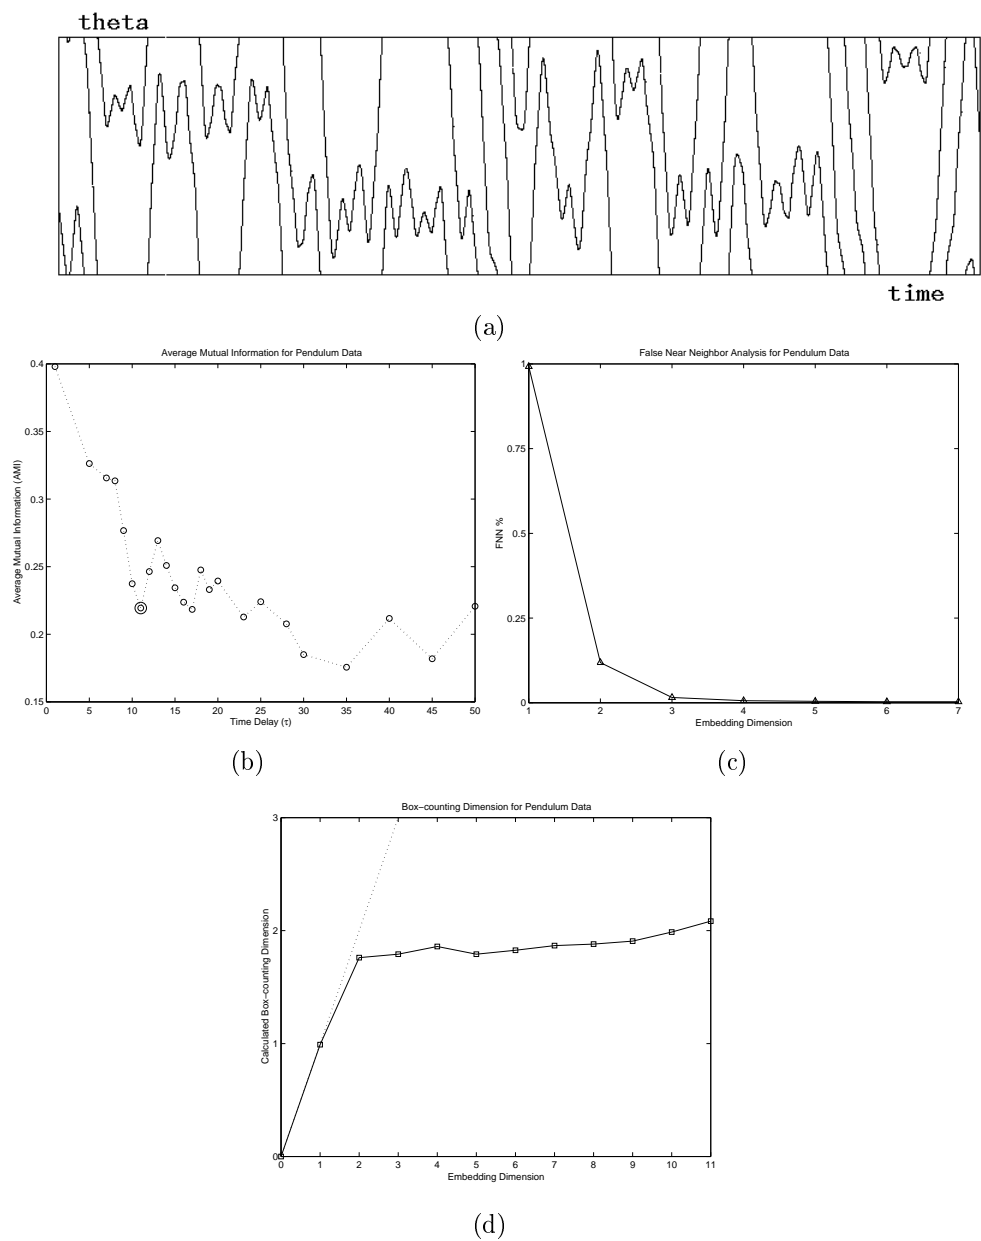 theta
time
(a)
Average Mutual Information for Pendulum Data
0.4
0.35
0.3
0.25
0.2
0.15
Average Mutual Information (AMI)
0 5 10 15 20 25 30 35 40 45 50
Time Delay (τ)
(b)
False Near Neighbor Analysis for Pendulum Data
1
0.75
0.5
0.25
0
FNN %
1 2 3 4 5 6 7
Embedding Dimension
(c)
Box−counting Dimension for Pendulum Data
3
2
1
0
Calculated Box−counting Dimension
0 1 2 3 4 5 6 7 8 9 10 11
Embedding Dimension
(d)